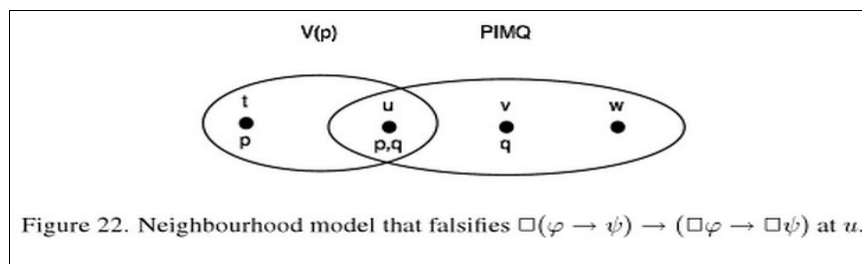 V(p) PIMQ
t u v w
p p,q q
Figure 22. Neighbourhood model that falsifies □(φ → ψ) → (□φ → □ψ) at u.